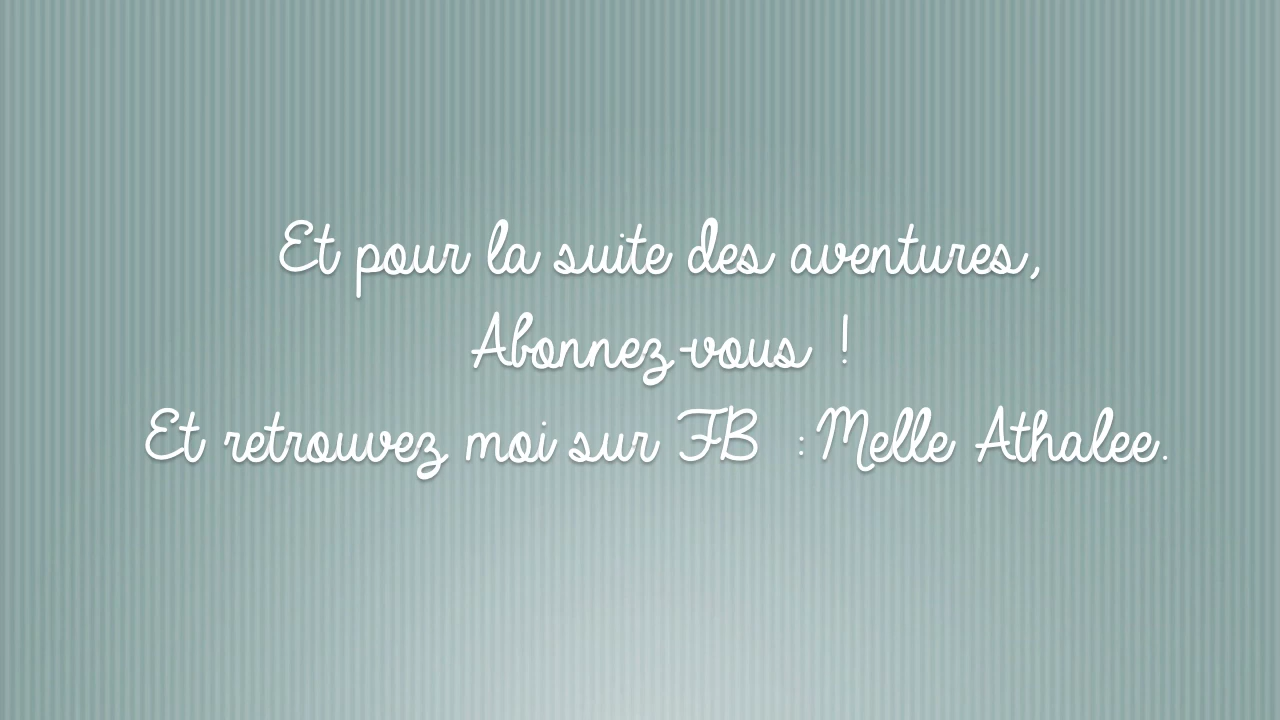 Et pour la suite des aventures,
Abonnez-vous !
Et retrouvez moi sur FB : Melle Athalee.